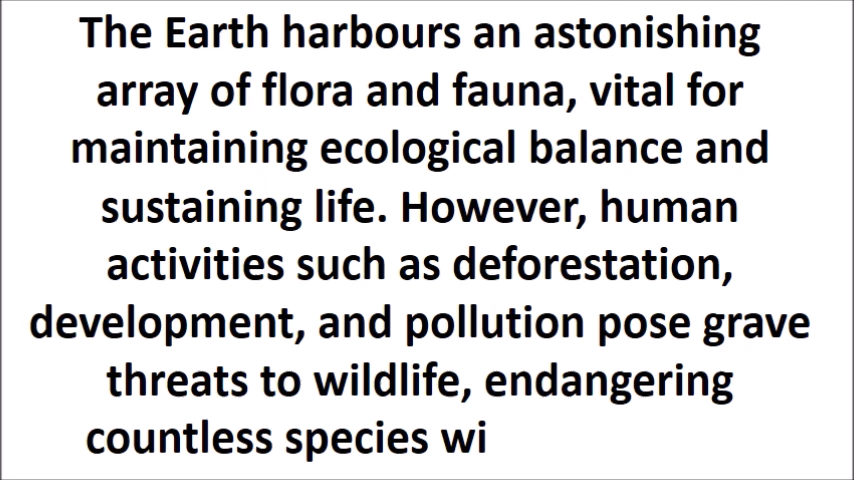 The Earth harbours an astonishing
array of flora and fauna, vital for
maintaining ecological balance and
sustaining life. However, human
activities such as deforestation,
development, and pollution pose grave
threats to wildlife, endangering
countless species wi